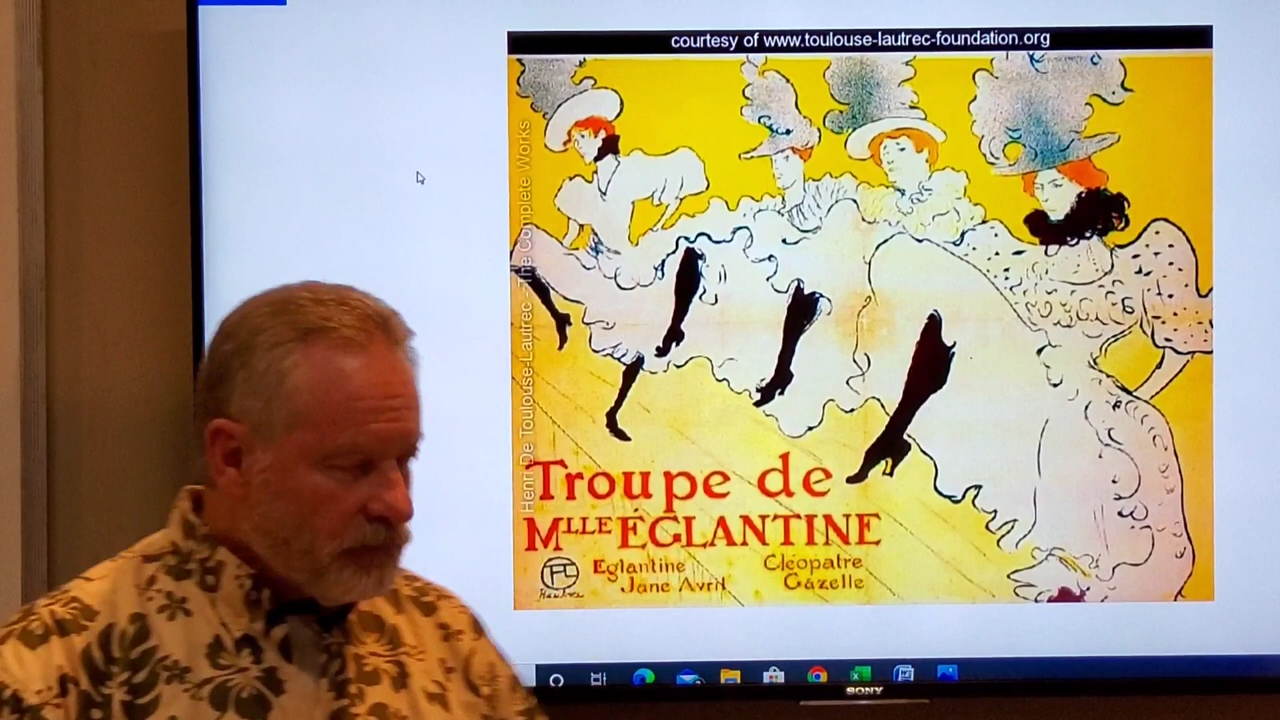 courtesy of www.toulouse-lautrec-foundation.org
Henri De Toulouse-Lautrec - The Complete Works
Troupe de
MLLE ÉGLANTINE
Eglantine Cléopatre
Jane Avril Gazelle
SONY